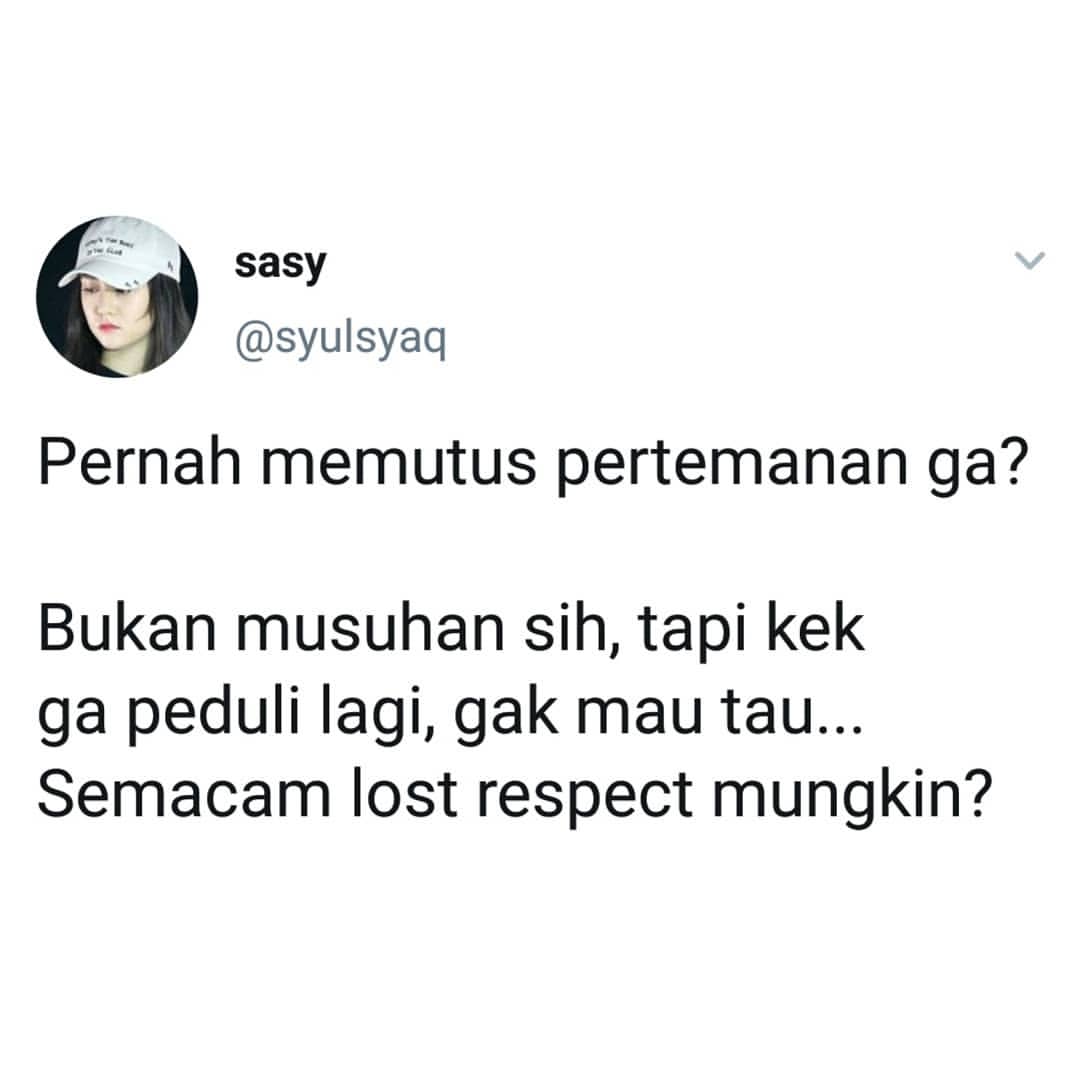 sasy
@syulsyaq
Pernah memutus pertemanan ga?
Bukan musuhan sih, tapi kek
ga peduli lagi, gak mau tau...
Semacam lost respect mungkin?